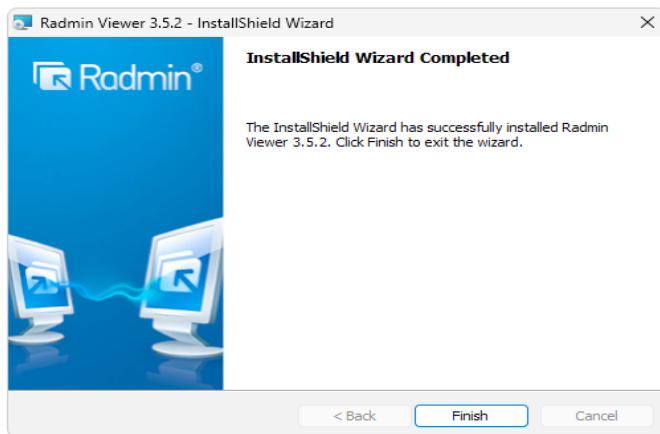 Radmin Viewer 3.5.2 - InstallShield Wizard
Radmin®
InstallShield Wizard Completed
The InstallShield Wizard has successfully installed Radmin
Viewer 3.5.2. Click Finish to exit the wizard.
< Back
Finish
Cancel